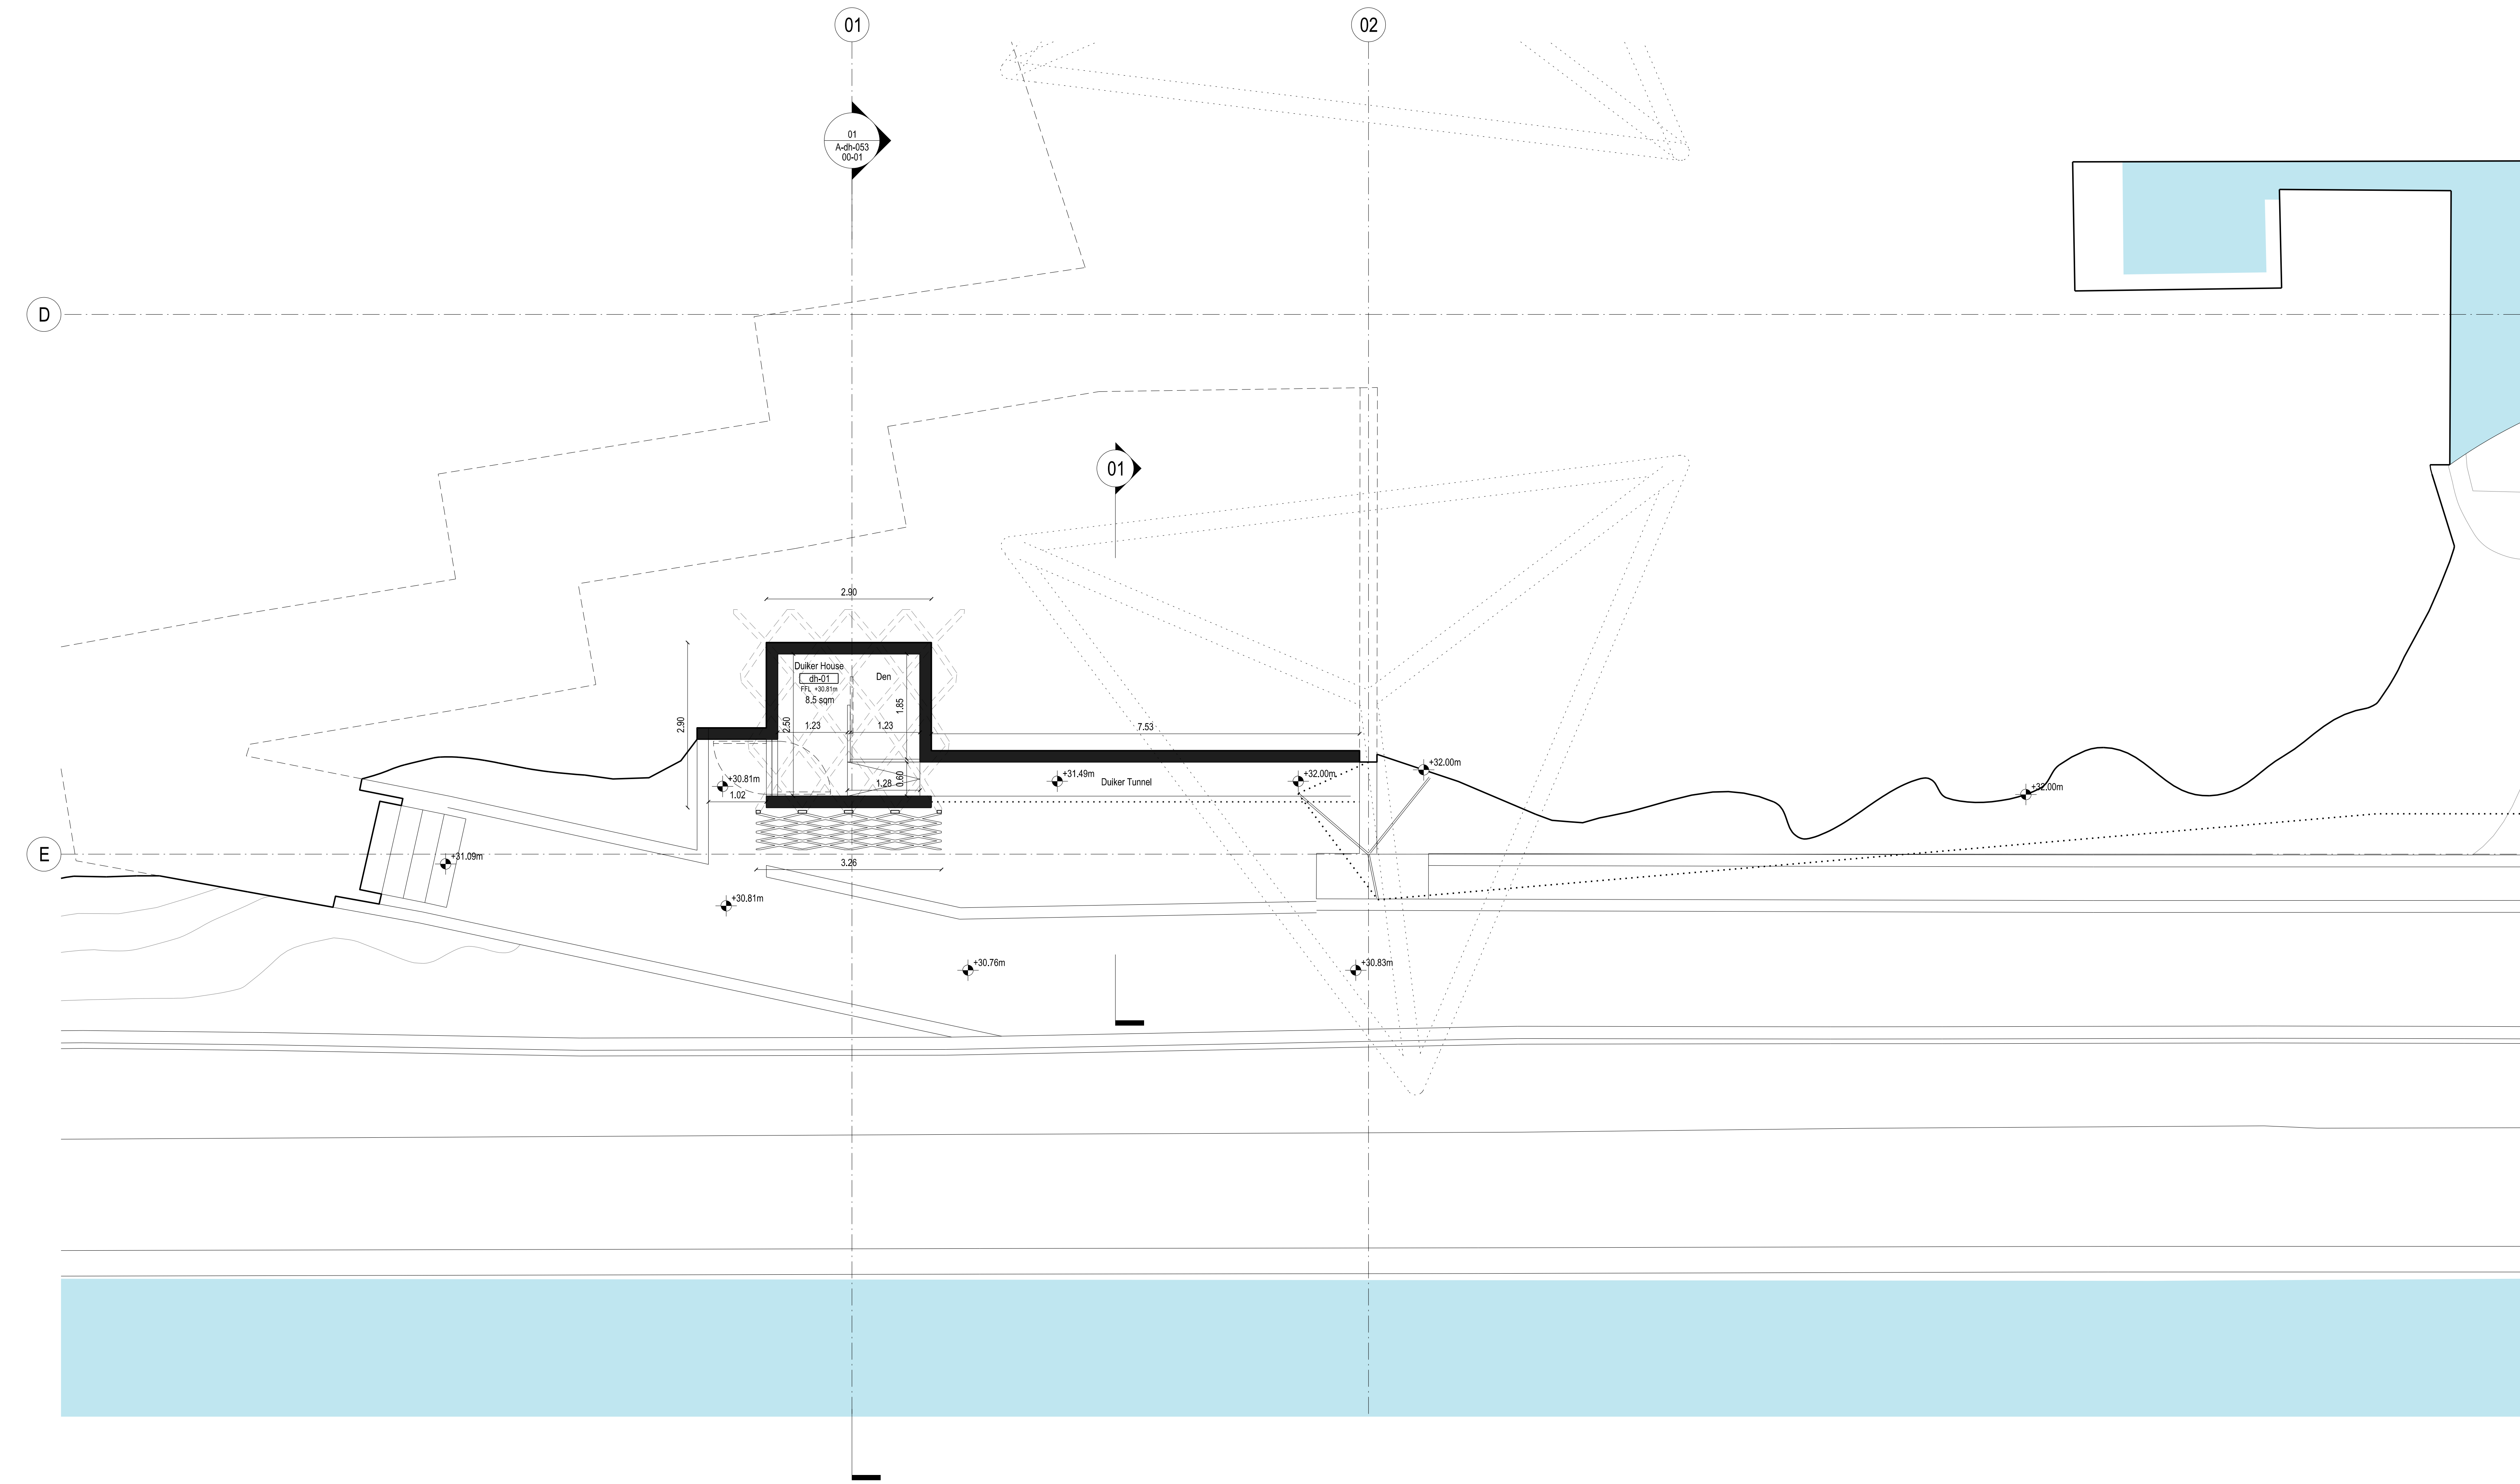 01
02
01
A-dh-053
00-01
D
01
2.90
Duiker House
dh-01
FFL +30.81m
8.5 sqm
Den
2.90
2.50
1.23
1.23
1.85
7.53
+30.81m
1.02
1.28
0.60
+31.49m
Duiker Tunnel
+32.00m
+32.00m
+32.00m
E
+31.09m
3.26
+30.81m
+30.76m
+30.83m